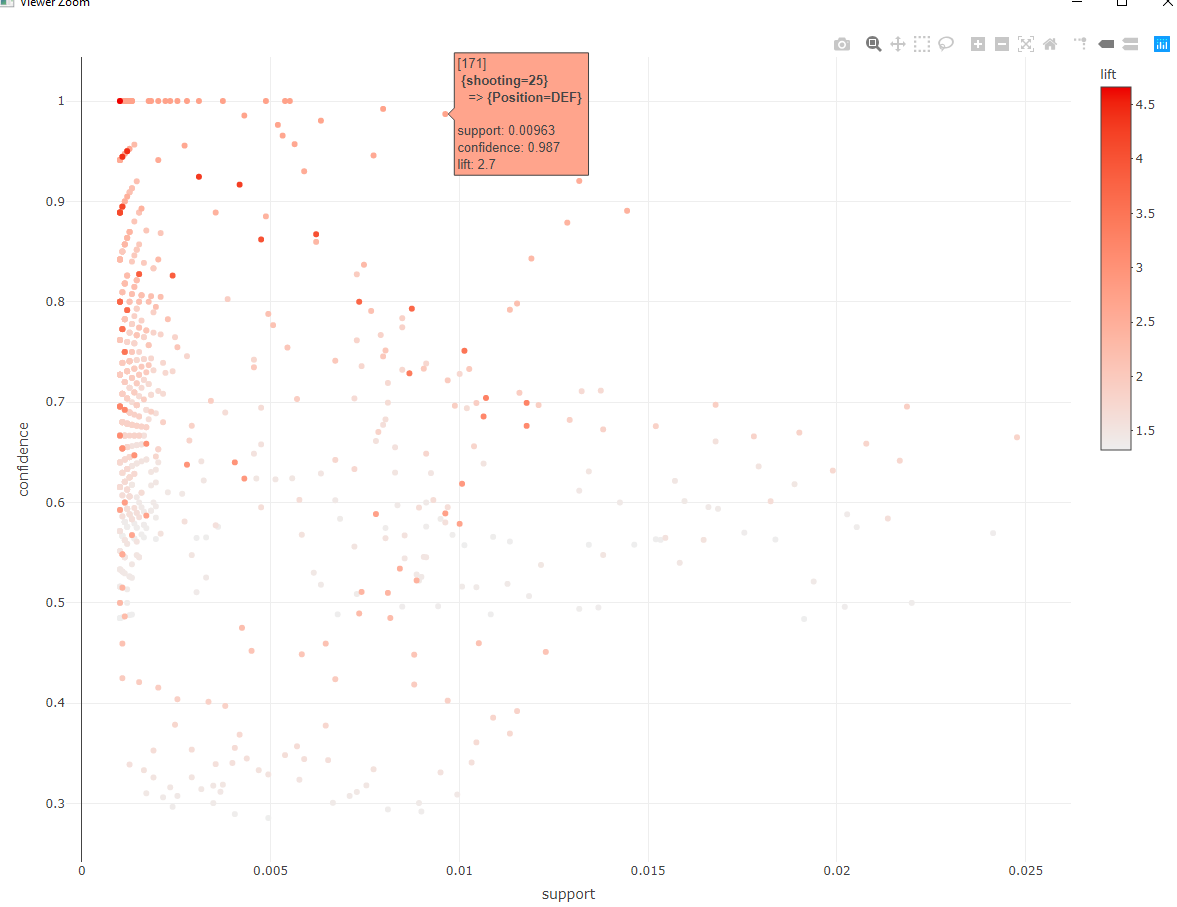 Viewer Zoom
[171]
{shooting=25}
=> {Position=DEF}
support: 0.00963
confidence: 0.987
lift: 2.7
lift
4.5
4
3.5
3
2.5
2
1.5
1
0.9
0.8
0.7
0.6
0.5
0.4
0.3
confidence
0
0.005
0.01
0.015
0.02
0.025
support